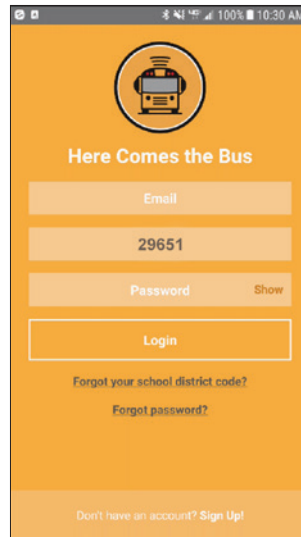 100% 10:30 AM
Here Comes the Bus
Email
29651
Password Show
Login
Forgot your school district code?
Forgot password?
Don't have an account? Sign Up!